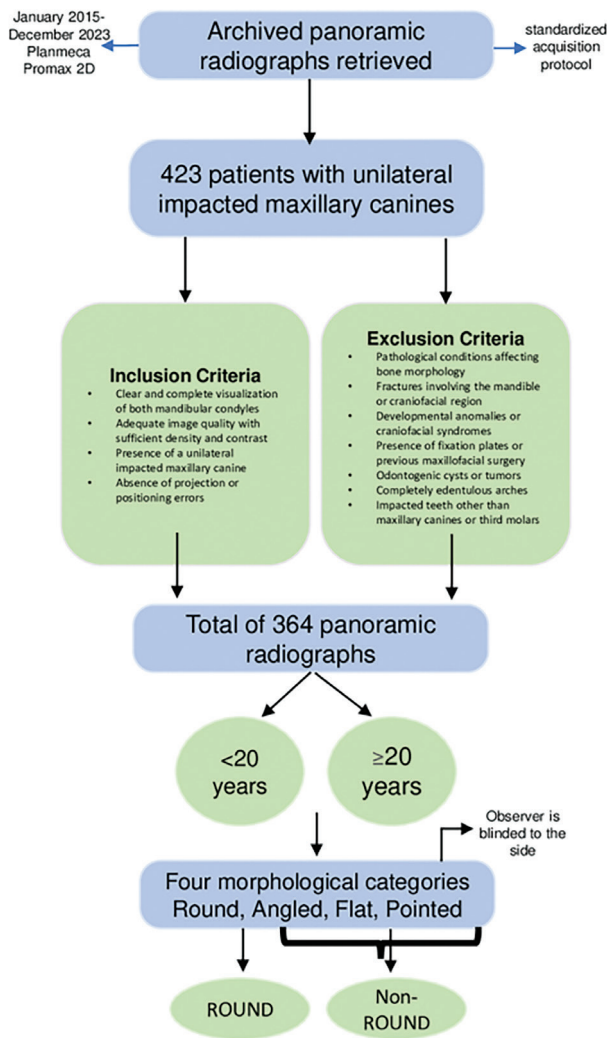 January 2015-
December 2023
Planmeca
Promax 2D
Archived panoramic
radiographs retrieved
standardized
acquisition
protocol
423 patients with unilateral
impacted maxillary canines
Inclusion Criteria
• Clear and complete visualization
of both mandibular condyles
• Adequate image quality with
sufficient density and contrast
• Presence of a unilateral
impacted maxillary canine
• Absence of projection or
positioning errors
Exclusion Criteria
• Pathological conditions affecting
bone morphology
• Fractures involving the mandible
or craniofacial region
• Developmental anomalies or
craniofacial syndromes
• Presence of fixation plates or
previous maxillofacial surgery
• Odontogenic cysts or tumors
• Completely edentulous arches
• Impacted teeth other than
maxillary canines or third molars
Total of 364 panoramic
radiographs
<20
years
≥20
years
Observer is
blinded to the
side
Four morphological categories
Round, Angled, Flat, Pointed
ROUND
Non-
ROUND